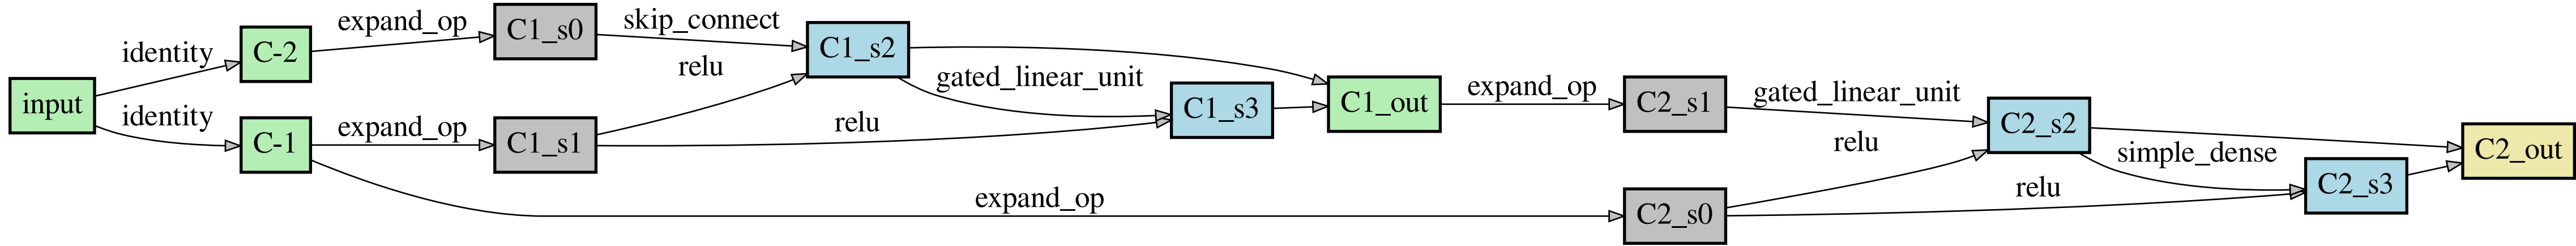 input
identity
identity
C-2
C-1
expand_op
expand_op
expand_op
C1_s0
C1_s1
skip_connect
relu
relu
C1_s2
gated_linear_unit
C1_s3
C1_out
expand_op
C2_s1
C2_s0
gated_linear_unit
relu
relu
C2_s2
simple_dense
C2_s3
C2_out